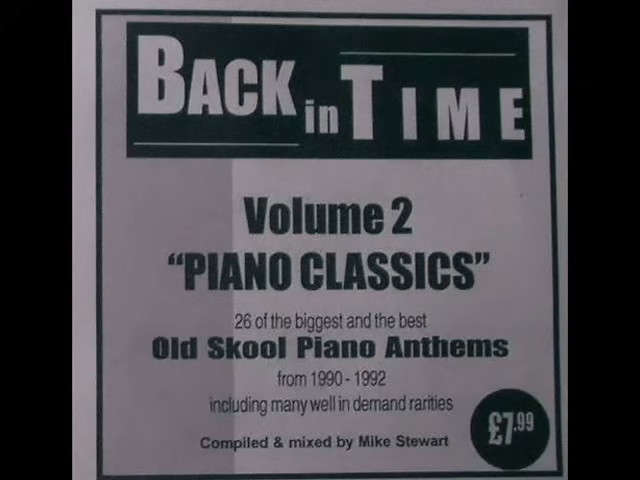 BACK in TIME
Volume 2
“PIANO CLASSICS”
26 of the biggest and the best
Old Skool Piano Anthems
from 1990 - 1992
including many well in demand rarities
£7.99
Compiled & mixed by Mike Stewart